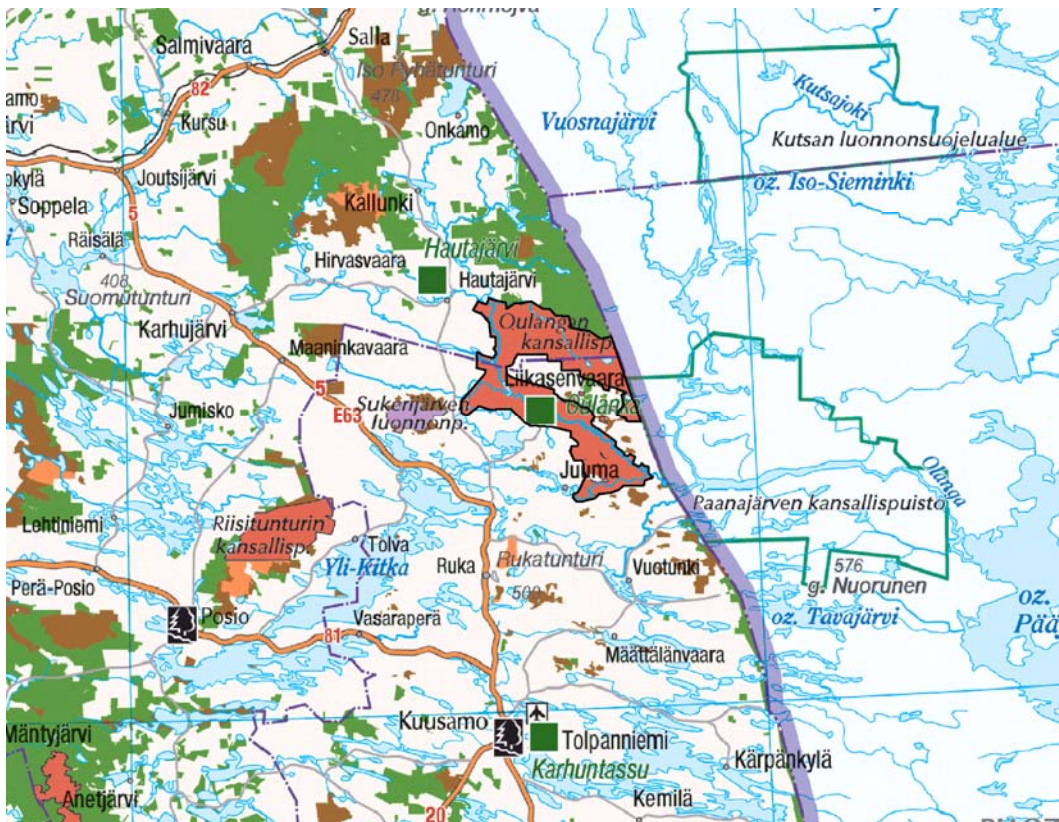 Salmivaara
Salla
Iso Pyhätunturi
478
82
Kursu
Onkamo
Vuosnajärvi
Kutsajoki
Kutsan luonnonsuojelualue
oz. Iso-Sieminki
Joutsijärvi
Soppela
5
Kallunki
Räisälä
Hautajärvi
Hirvasvaara
Hautajärvi
408
Suomutunturi
Karhujärvi
Oulangan
kansallisp.
Maaninkavaara
Liikasenvaara
5
E63
Jumisko
Sukerijärven
luonnonp.
Oulanka
Juuma
Olanga
Paanajärven kansallispuisto
Lehtiniemi
Riisitunturin
kansallisp.
Tolva
Yli-Kitka
Ruka
Rukatunturi
500
Vuotunki
576
g. Nuorunen
Perä-Posio
Posio
81
Vasaraperä
oz. Tavajärvi
oz.
Määttälänvaara
Kuusamo
Tolpanniemi
Karhuntassu
Kärpänkylä
Mäntyjärvi
Anetjärvi
20
Kemilä